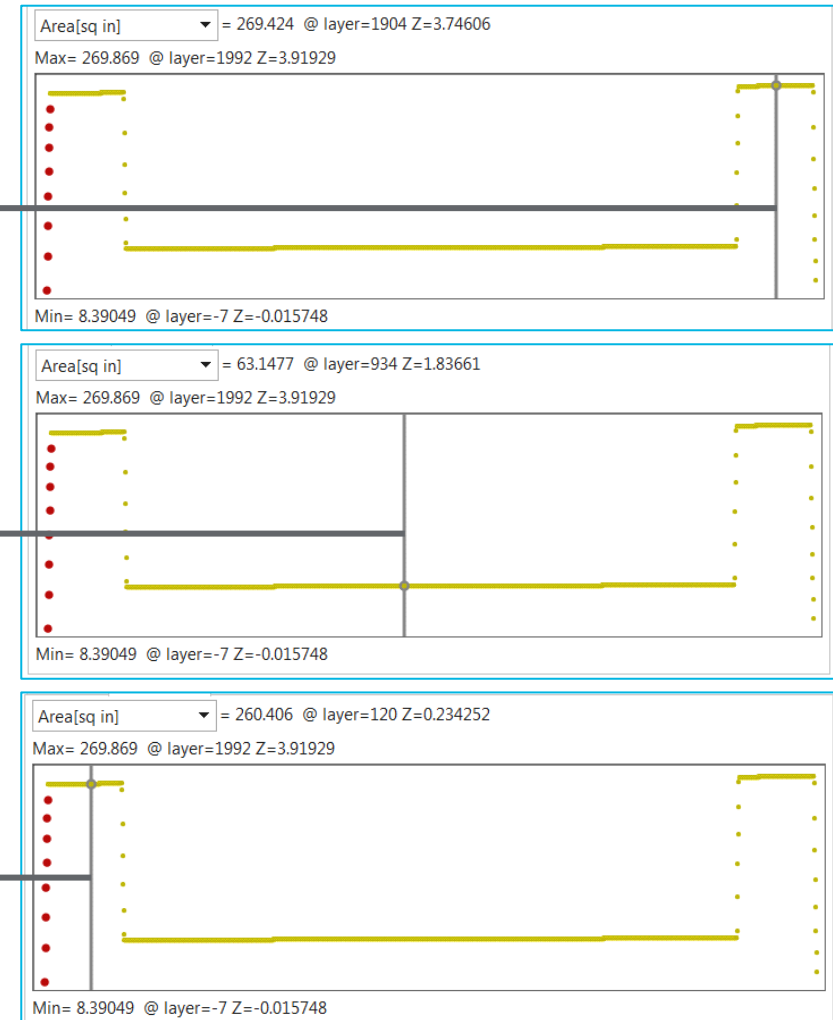 Area[sq in] = 269.424 @ layer=1904 Z=3.74606
Max= 269.869 @ layer=1992 Z=3.91929
Min= 8.39049 @ layer=-7 Z=-0.015748
Area[sq in] = 63.1477 @ layer=934 Z=1.83661
Max= 269.869 @ layer=1992 Z=3.91929
Min= 8.39049 @ layer=-7 Z=-0.015748
Area[sq in] = 260.406 @ layer=120 Z=0.234252
Max= 269.869 @ layer=1992 Z=3.91929
Min= 8.39049 @ layer=-7 Z=-0.015748